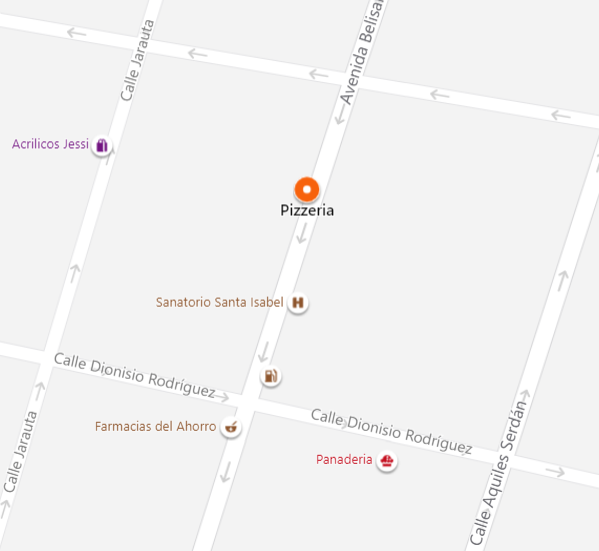 Calle Jarauta
Avenida Belisar
Acrilicos Jessi
Pizzeria
Sanatorio Santa Isabel
H
Calle Dionisio Rodríguez
Calle Dionisio Rodríguez
Farmacias del Ahorro
Panaderia
Calle Jarauta
Calle Aquiles Serdán